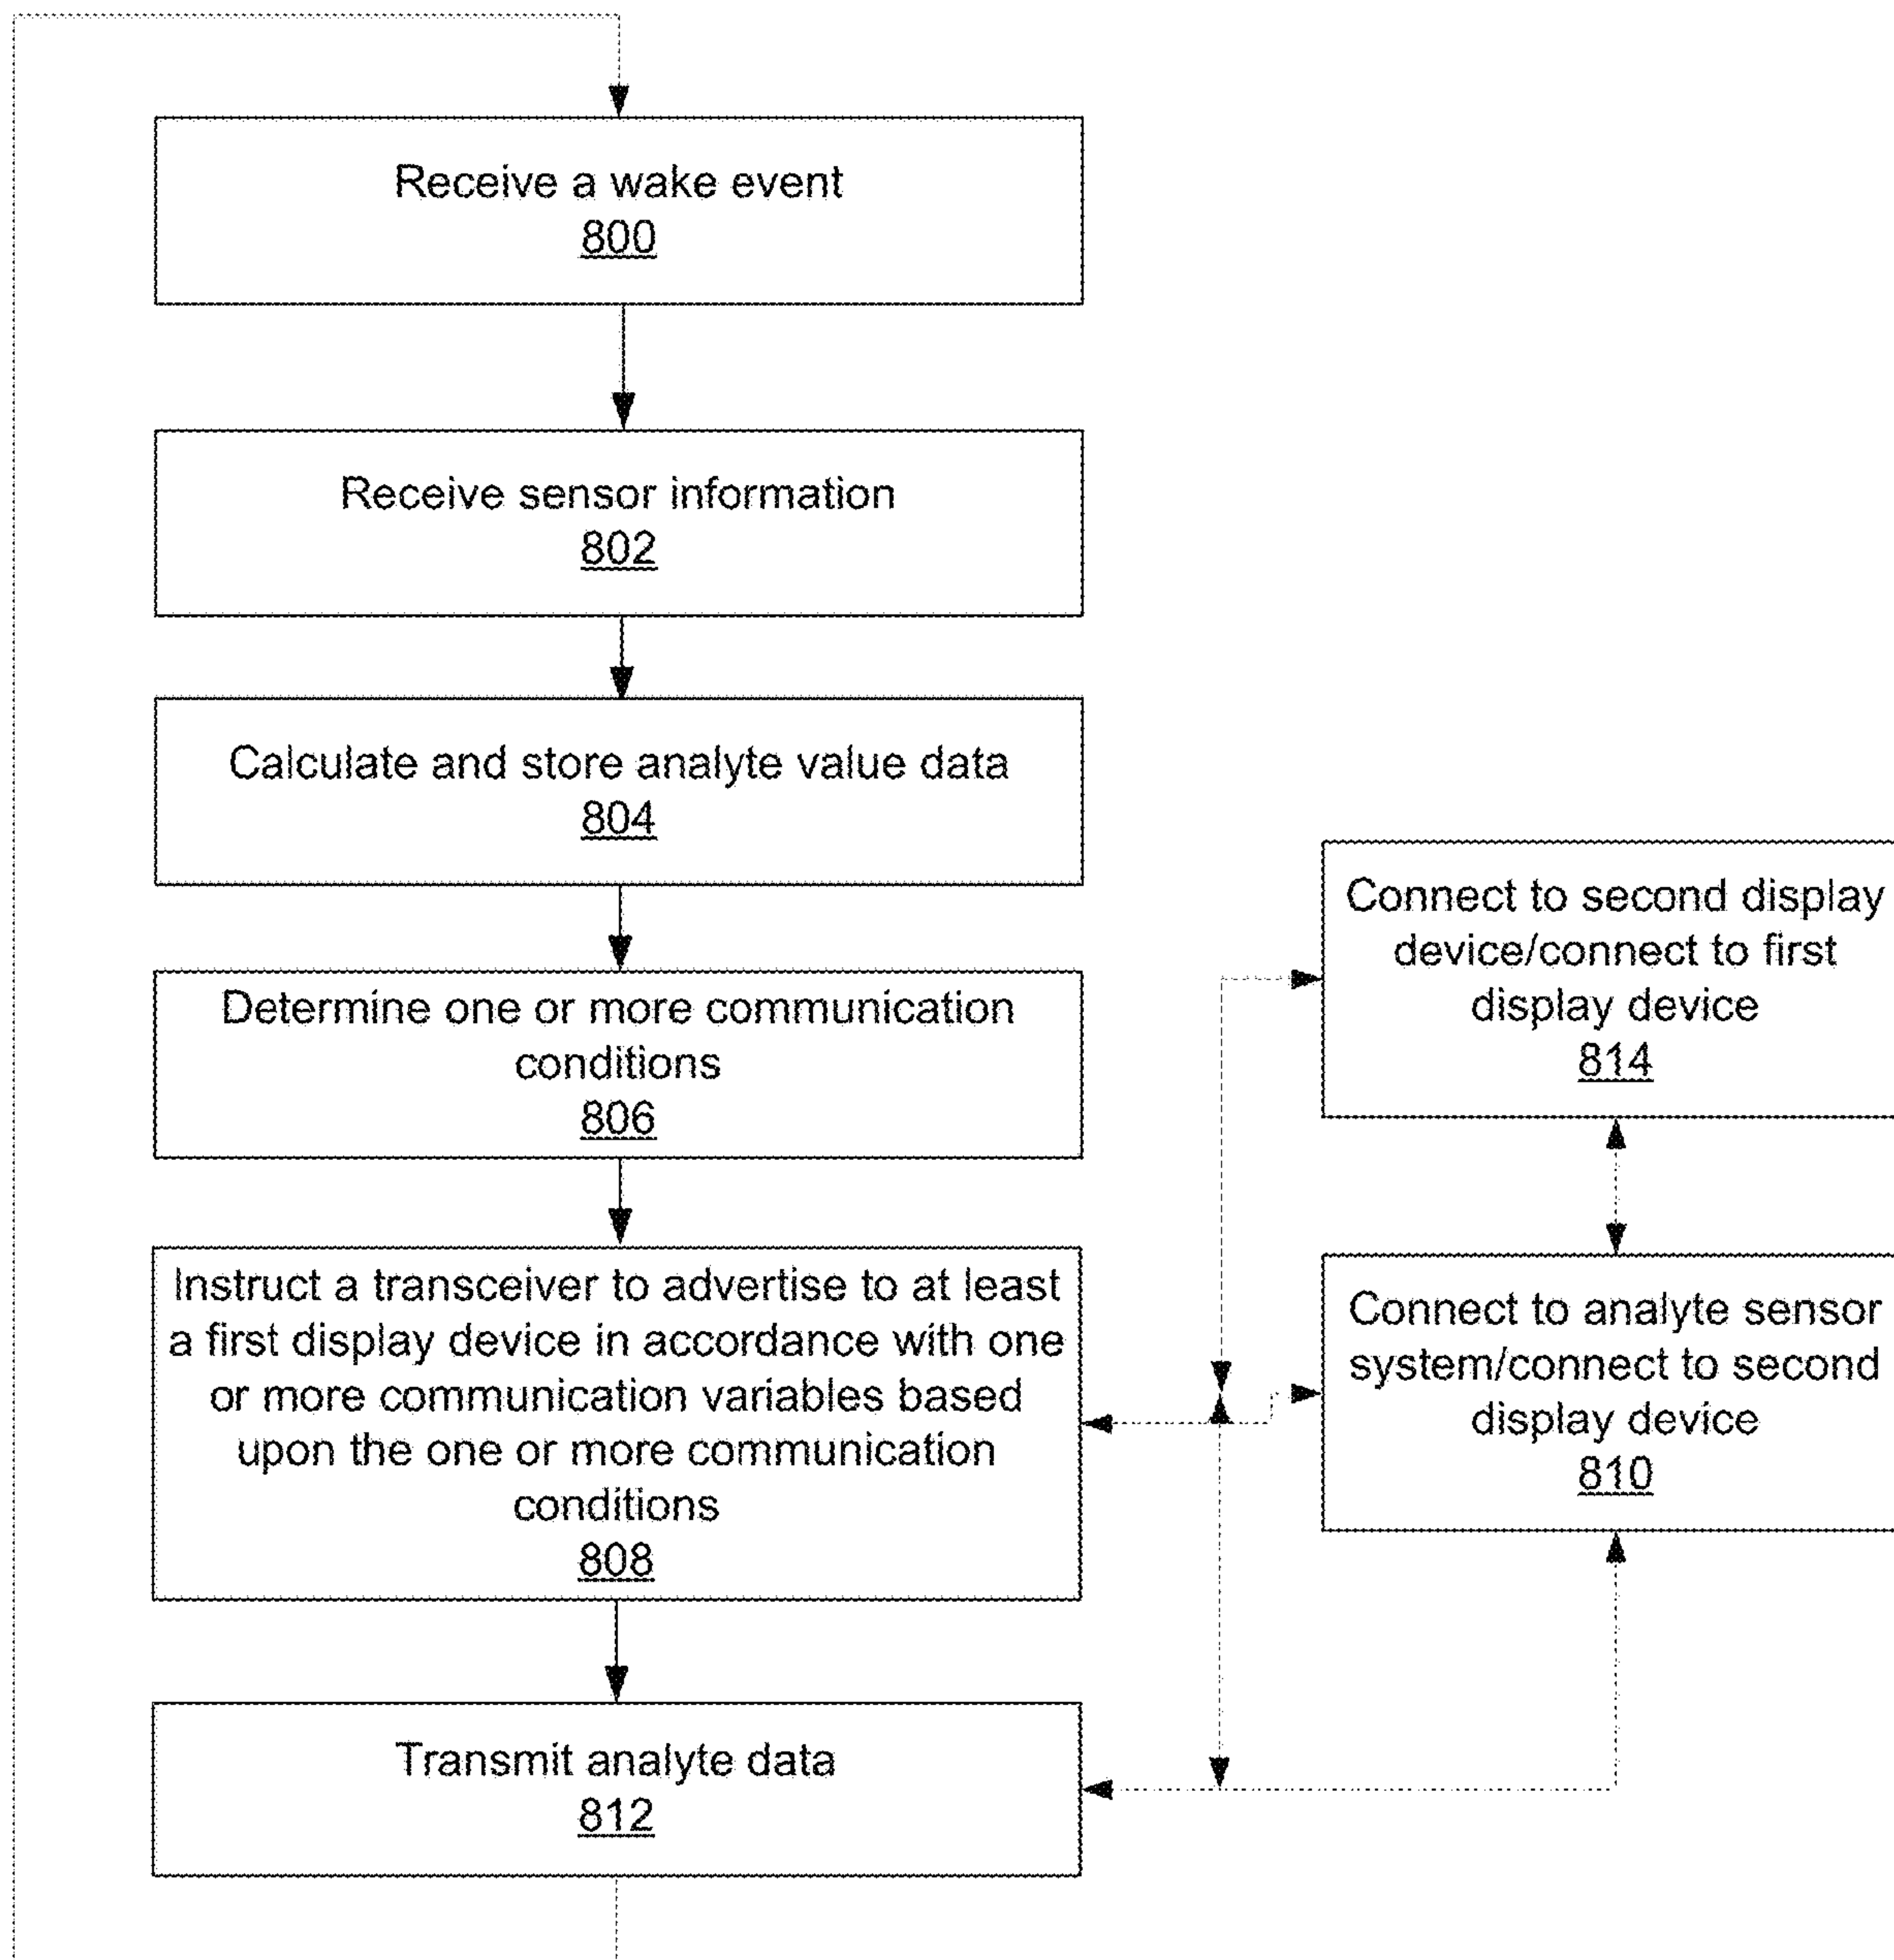 Receive a wake event
800
Receive sensor information
802
Calculate and store analyte value data
804
Determine one or more communication
conditions
806
Instruct a transceiver to advertise to at least
a first display device in accordance with one
or more communication variables based
upon the one or more communication
conditions
808
Transmit analyte data
812
Connect to second display
device/connect to first
display device
814
Connect to analyte sensor
system/connect to second
display device
810